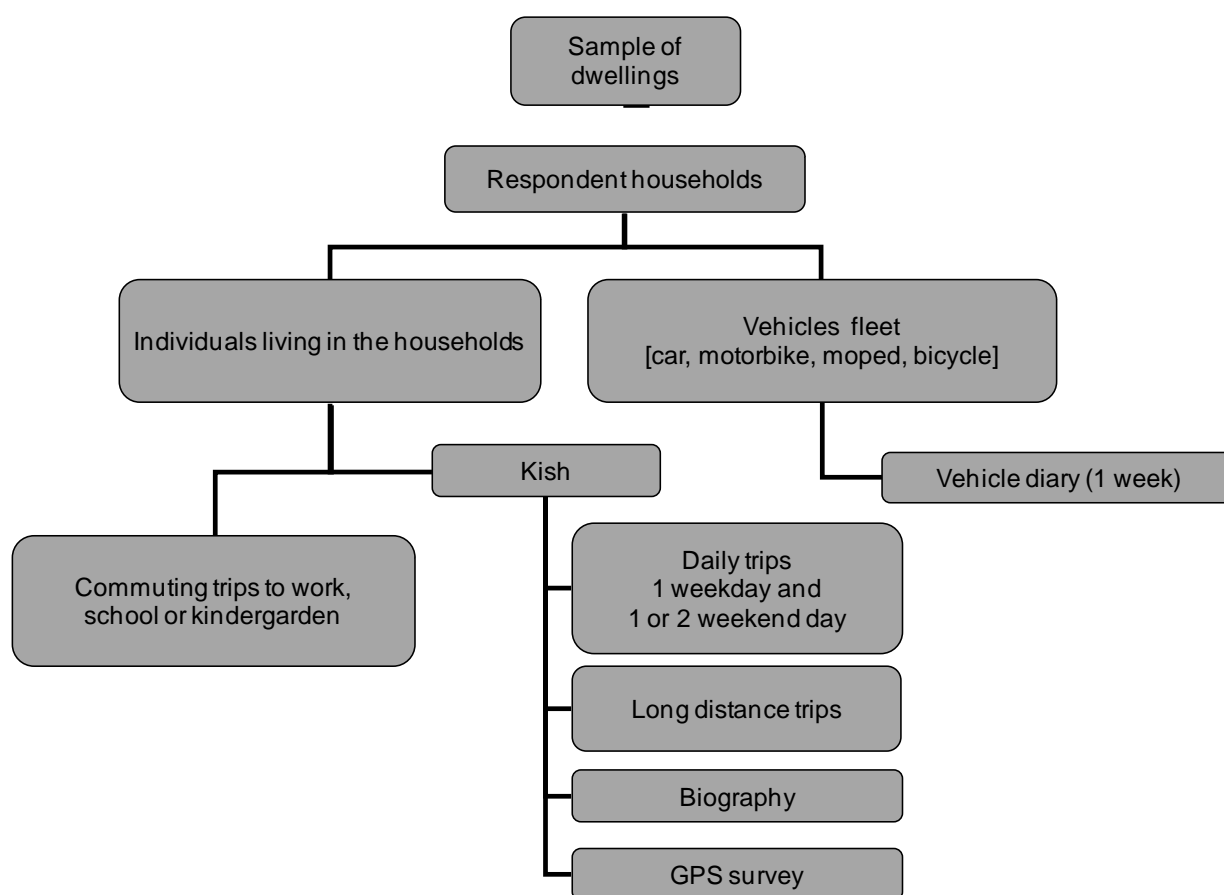 Sample of
dwellings
Respondent households
Individuals living in the households
Vehicles fleet
[car, motorbike, moped, bicycle]
Kish
Vehicle diary (1 week)
Commuting trips to work,
school or kindergarden
Daily trips
1 weekday and
1 or 2 weekend day
Long distance trips
Biography
GPS survey